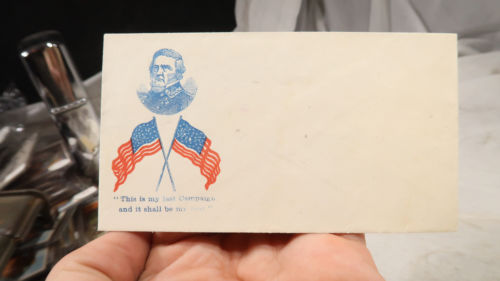 "This is my last Campaign
and it shall be my